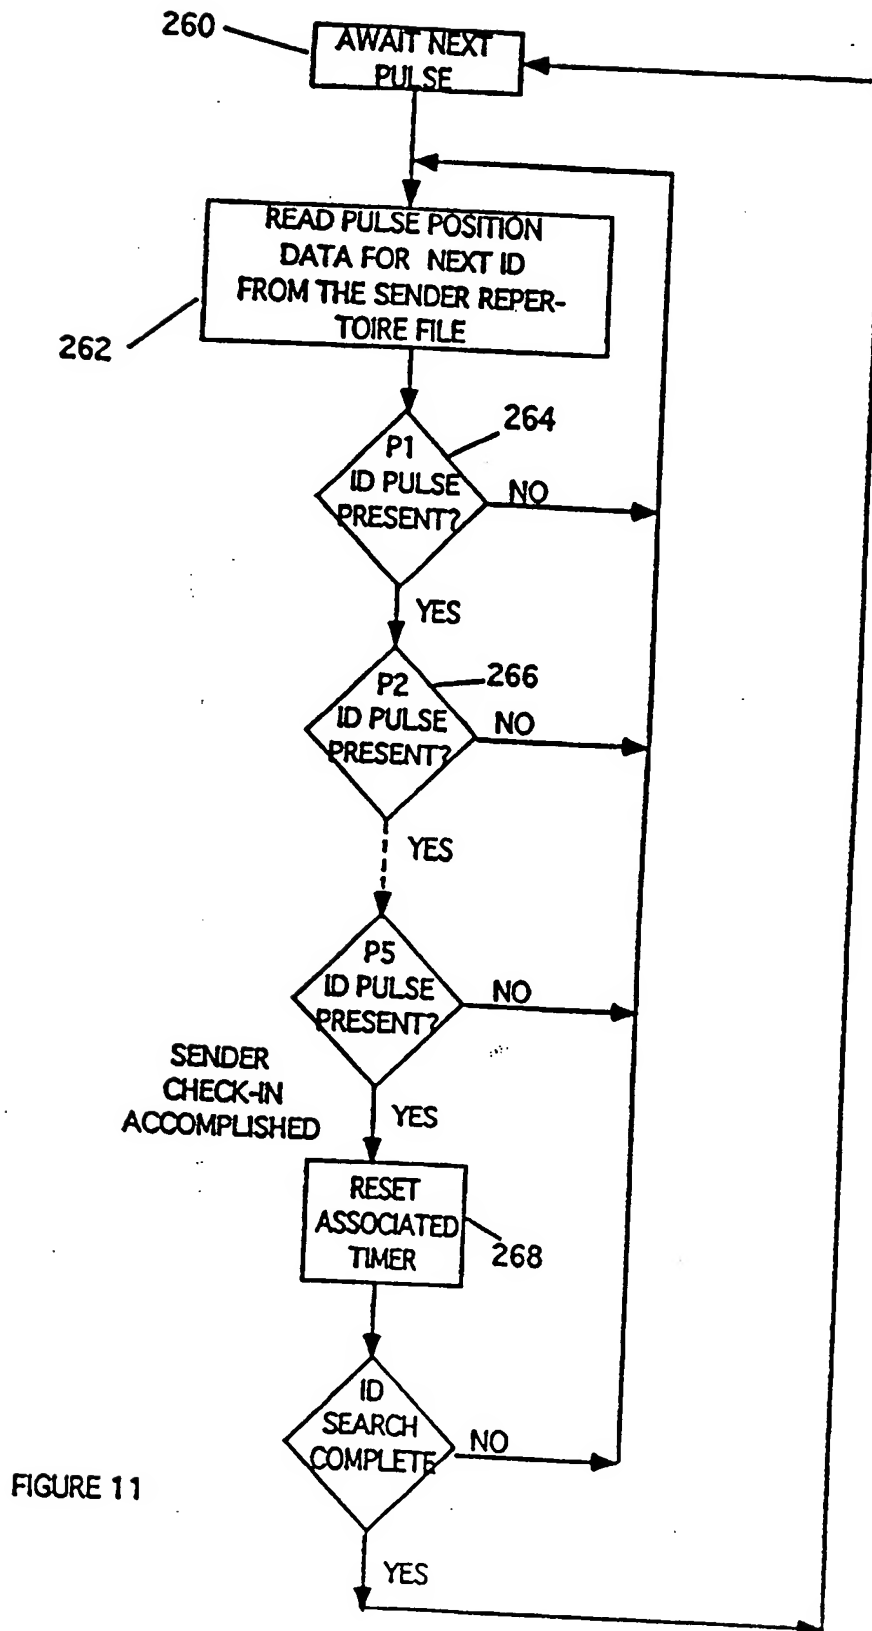 260
AWAIT NEXT
PULSE
READ PULSE POSITION
DATA FOR NEXT ID
FROM THE SENDER REPER-
TOIRE FILE
262
264
P1
ID PULSE
PRESENT?
NO
YES
266
P2
ID PULSE
PRESENT?
NO
YES
P5
ID PULSE
PRESENT?
NO
SENDER
CHECK-IN
ACCOMPLISHED
YES
RESET
ASSOCIATED
TIMER
268
ID
SEARCH
COMPLETE
NO
FIGURE 11
YES